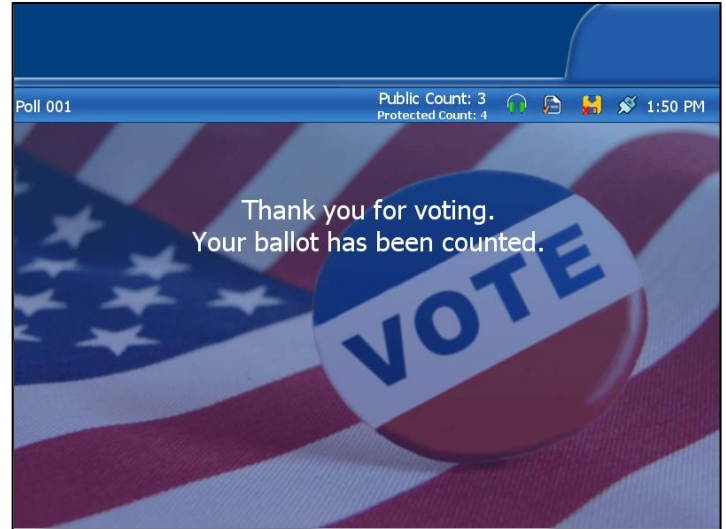 Poll 001
Public Count: 3
Protected Count: 4
1:50 PM
Thank you for voting.
Your ballot has been counted.
VOTE